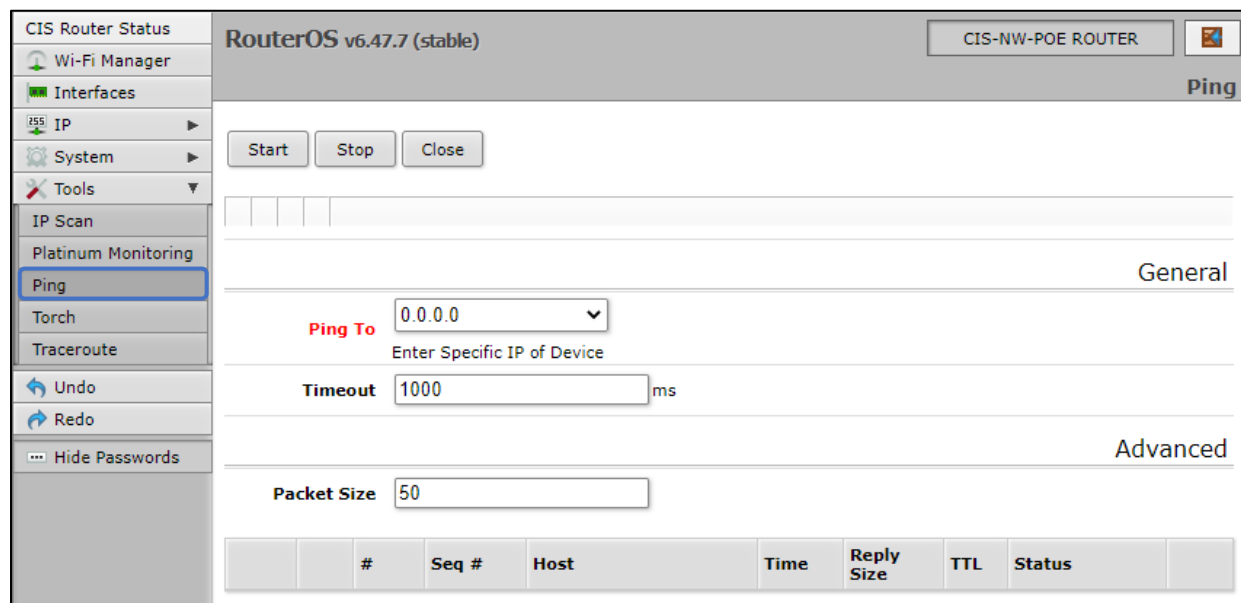 CIS Router Status
Wi-Fi Manager
Interfaces
255 IP
System
Tools
IP Scan
Platinum Monitoring
Ping
Torch
Traceroute
Undo
Redo
Hide Passwords
RouterOS v6.47.7 (stable)
CIS-NW-POE ROUTER
Ping
Start Stop Close
General
Ping To 0.0.0.0
Enter Specific IP of Device
Timeout 1000 ms
Advanced
Packet Size 50
# Seq # Host Time Reply Size TTL Status